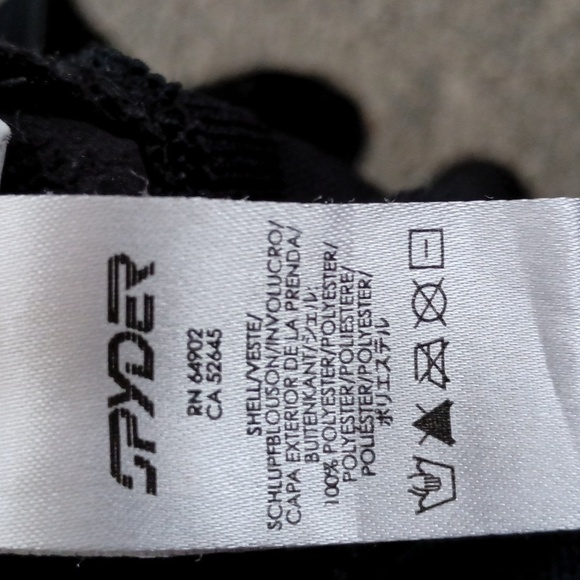 SPYDER
RN 64902
CA 52645
SHELL/VESTE/
SCHLUPFBLOUSON/INVOLUCRO/
CAPA EXTERIOR DE LA PRENDA/
BUITENKANT/シェル:
100% POLYESTER/POLYESTER/
POLYESTER/POLIESTERE/
POLIÉSTER/POLYESTER/
ポリエステル